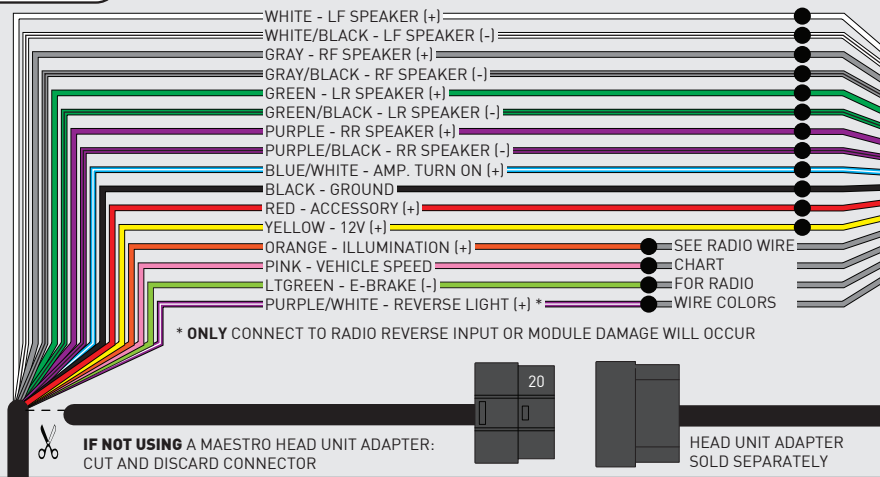 WHITE - LF SPEAKER (+)
WHITE/BLACK - LF SPEAKER (-)
GRAY - RF SPEAKER (+)
GRAY/BLACK - RF SPEAKER (-)
GREEN - LR SPEAKER (+)
GREEN/BLACK - LR SPEAKER (-)
PURPLE - RR SPEAKER (+)
PURPLE/BLACK - RR SPEAKER (-)
BLUE/WHITE - AMP. TURN ON (+)
BLACK - GROUND
RED - ACCESSORY (+)
YELLOW - 12V (+)
ORANGE - ILLUMINATION (+)
PINK - VEHICLE SPEED
LTGREEN - E-BRAKE (-)
PURPLE/WHITE - REVERSE LIGHT (+) *
SEE RADIO WIRE
CHART
FOR RADIO
WIRE COLORS
* ONLY CONNECT TO RADIO REVERSE INPUT OR MODULE DAMAGE WILL OCCUR
20
IF NOT USING A MAESTRO HEAD UNIT ADAPTER:
CUT AND DISCARD CONNECTOR
HEAD UNIT ADAPTER
SOLD SEPARATELY